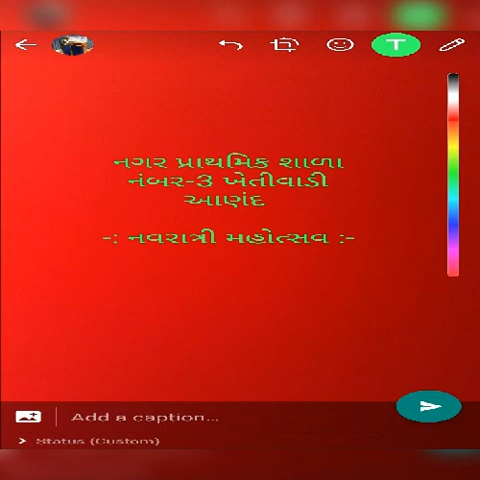 T
નગર પ્રાથમિક શાળા
નંબર-3 ખેતીવાડી
આણંદ
-: નવરાત્રી મહોત્સવ :-
Add a caption...
Status (Custom)